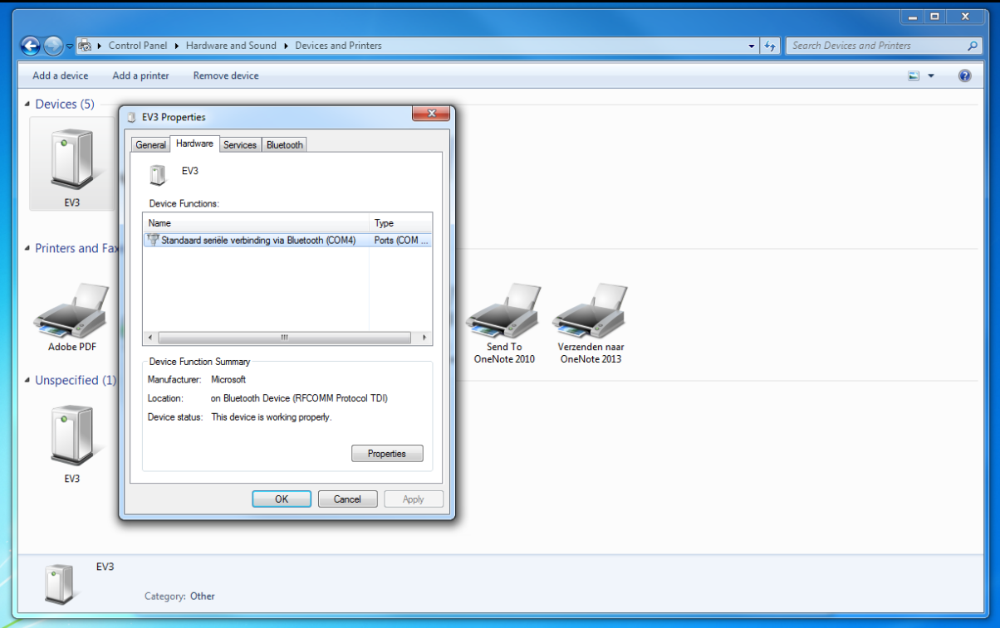 Control Panel ▸ Hardware and Sound ▸ Devices and Printers
Search Devices and Printers
Add a device Add a printer Remove device
Devices (5)
EV3
Printers and Fax
Adobe PDF
Send To
OneNote 2010
Verzenden naar
OneNote 2013
Unspecified (1)
EV3
EV3 Properties
General Hardware Services Bluetooth
EV3
Device Functions:
Name Type
Standaard seriële verbinding via Bluetooth (COM4) Ports (COM ...
Device Function Summary
Manufacturer: Microsoft
Location: on Bluetooth Device (RFCOMM Protocol TDI)
Device status: This device is working properly.
Properties
OK Cancel Apply
EV3
Category: Other